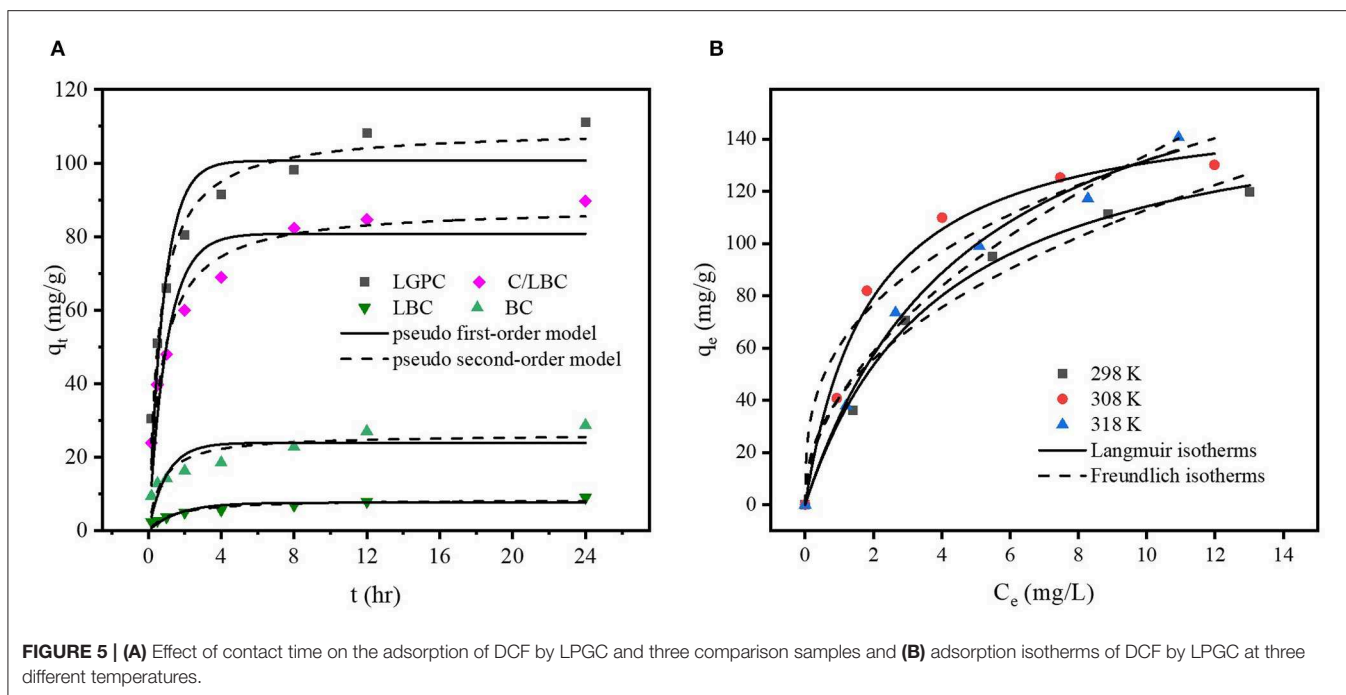 A
120
100
80
60
40
20
0
qt (mg/g)
LGPC
C/LBC
LBC
BC
pseudo first-order model
pseudo second-order model
0
4
8
12
16
20
24
t (hr)
B
140
120
100
80
60
40
20
0
qe (mg/g)
298 K
308 K
318 K
Langmuir isotherms
Freundlich isotherms
0
2
4
6
8
10
12
14
Ce (mg/L)
FIGURE 5 | (A) Effect of contact time on the adsorption of DCF by LPGC and three comparison samples and (B) adsorption isotherms of DCF by LPGC at three
different temperatures.